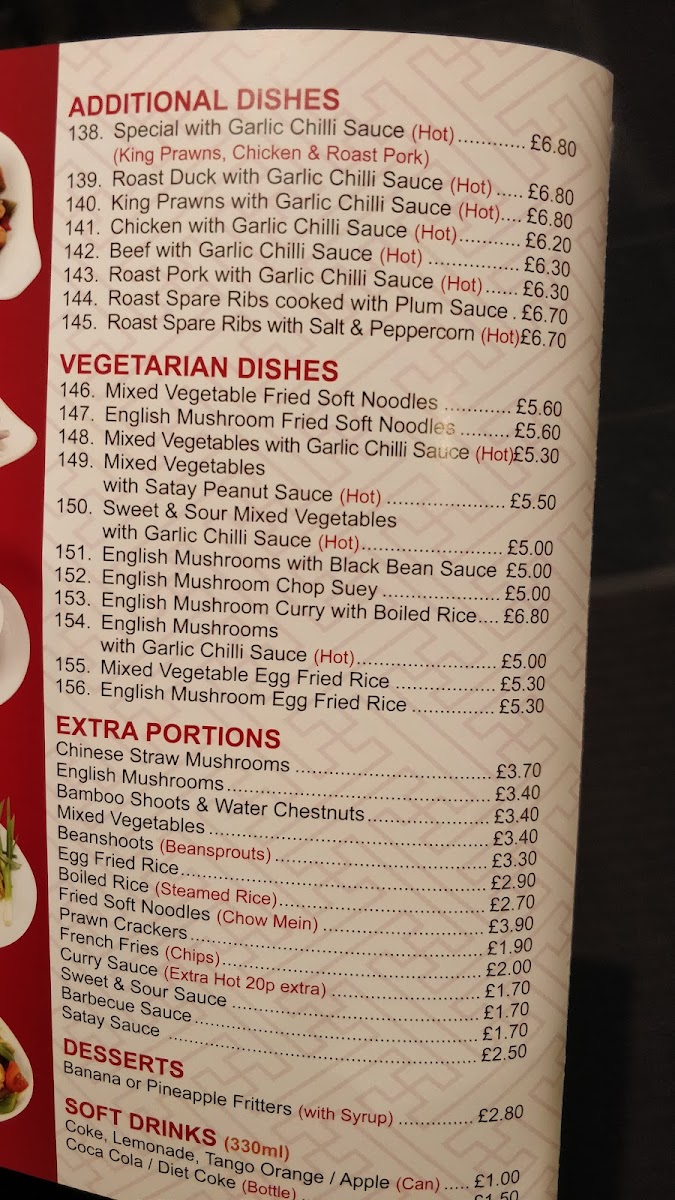 ADDITIONAL DISHES
138. Special with Garlic Chilli Sauce (Hot)........... £6.80
(King Prawns, Chicken & Roast Pork)
139. Roast Duck with Garlic Chilli Sauce (Hot) ..... £6.80
140. King Prawns with Garlic Chilli Sauce (Hot).... £6.80
141. Chicken with Garlic Chilli Sauce (Hot)........... £6.20
142. Beef with Garlic Chilli Sauce (Hot) ................ £6.30
143. Roast Pork with Garlic Chilli Sauce (Hot)...... £6.30
144. Roast Spare Ribs cooked with Plum Sauce . £6.70
145. Roast Spare Ribs with Salt & Peppercorn (Hot)£6.70
VEGETARIAN DISHES
146. Mixed Vegetable Fried Soft Noodles ............ £5.60
147. English Mushroom Fried Soft Noodles ......... £5.60
148. Mixed Vegetables with Garlic Chilli Sauce (Hot)£5.30
149. Mixed Vegetables
with Satay Peanut Sauce (Hot) ..................... £5.50
150. Sweet & Sour Mixed Vegetables
with Garlic Chilli Sauce (Hot)......................... £5.00
151. English Mushrooms with Black Bean Sauce £5.00
152. English Mushroom Chop Suey ..................... £5.00
153. English Mushroom Curry with Boiled Rice.... £6.80
154. English Mushrooms
with Garlic Chilli Sauce (Hot)......................... £5.00
155. Mixed Vegetable Egg Fried Rice .................. £5.30
156. English Mushroom Egg Fried Rice ............... £5.30
EXTRA PORTIONS
Chinese Straw Mushrooms ................................... £3.70
English Mushrooms............................................... £3.40
Bamboo Shoots & Water Chestnuts...................... £3.40
Mixed Vegetables.................................................. £3.40
Beanshoots (Beansprouts)...................................... £3.30
Egg Fried Rice....................................................... £2.90
Boiled Rice (Steamed Rice)..................................... £2.70
Fried Soft Noodles (Chow Mein) .............................. £3.90
Prawn Crackers..................................................... £1.90
French Fries (Chips)............................................... £2.00
Curry Sauce (Extra Hot 20p extra) ........................... £1.70
Sweet & Sour Sauce ............................................ £1.70
Barbecue Sauce................................................... £1.70
Satay Sauce ....................................................... £2.50
DESSERTS
Banana or Pineapple Fritters (with Syrup) ............. £2.80
SOFT DRINKS (330ml)
Coke, Lemonade, Tango Orange / Apple (Can) ..... £1.00
Coca Cola / Diet Coke (Bottle) £1.50